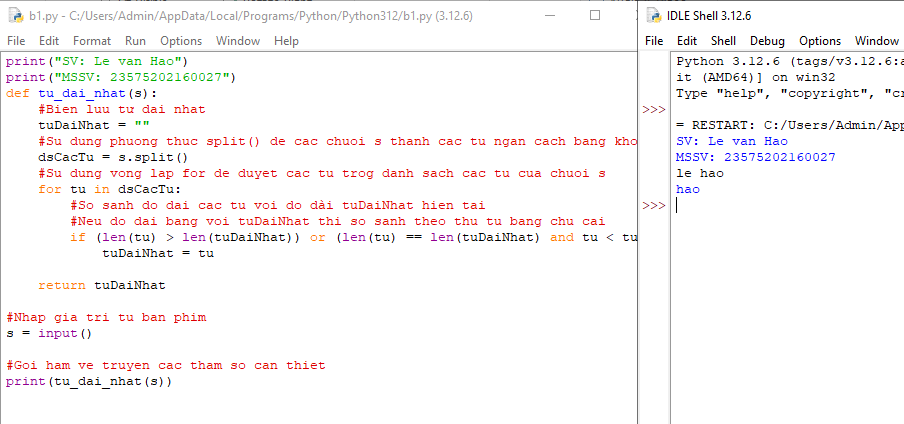 b1.py - C:/Users/Admin/AppData/Local/Programs/Python/Python312/b1.py (3.12.6)
File Edit Format Run Options Window Help
print("SV: Le van Hao")
print("MSSV: 23575202160027")
def tu_dai_nhat(s):
    #Bien luu tu dai nhat
    tuDaiNhat = ""
    #Su dung phuong thuc split() de cac chuoi s thanh cac tu ngan cach bang kho
    dsCacTu = s.split()
    #Su dung vong lap for de duyet cac tu trog danh sach cac tu cua chuoi s
    for tu in dsCacTu:
        #So sanh do dai cac tu voi do dài tuDaiNhat hien tai
        #Neu do dai bang voi tuDaiNhat thi so sanh theo thu tu bang chu cai
        if (len(tu) > len(tuDaiNhat)) or (len(tu) == len(tuDaiNhat) and tu < tu
            tuDaiNhat = tu
    return tuDaiNhat
#Nhap gia tri tu ban phim
s = input()
#Goi ham ve truyen cac tham so can thiet
print(tu_dai_nhat(s))
IDLE Shell 3.12.6
File Edit Shell Debug Options Window
Python 3.12.6 (tags/v3.12.6:a
it (AMD64)] on win32
Type "help", "copyright", "cr
>>>
= RESTART: C:/Users/Admin/App
SV: Le van Hao
MSSV: 23575202160027
le hao
hao
>>>